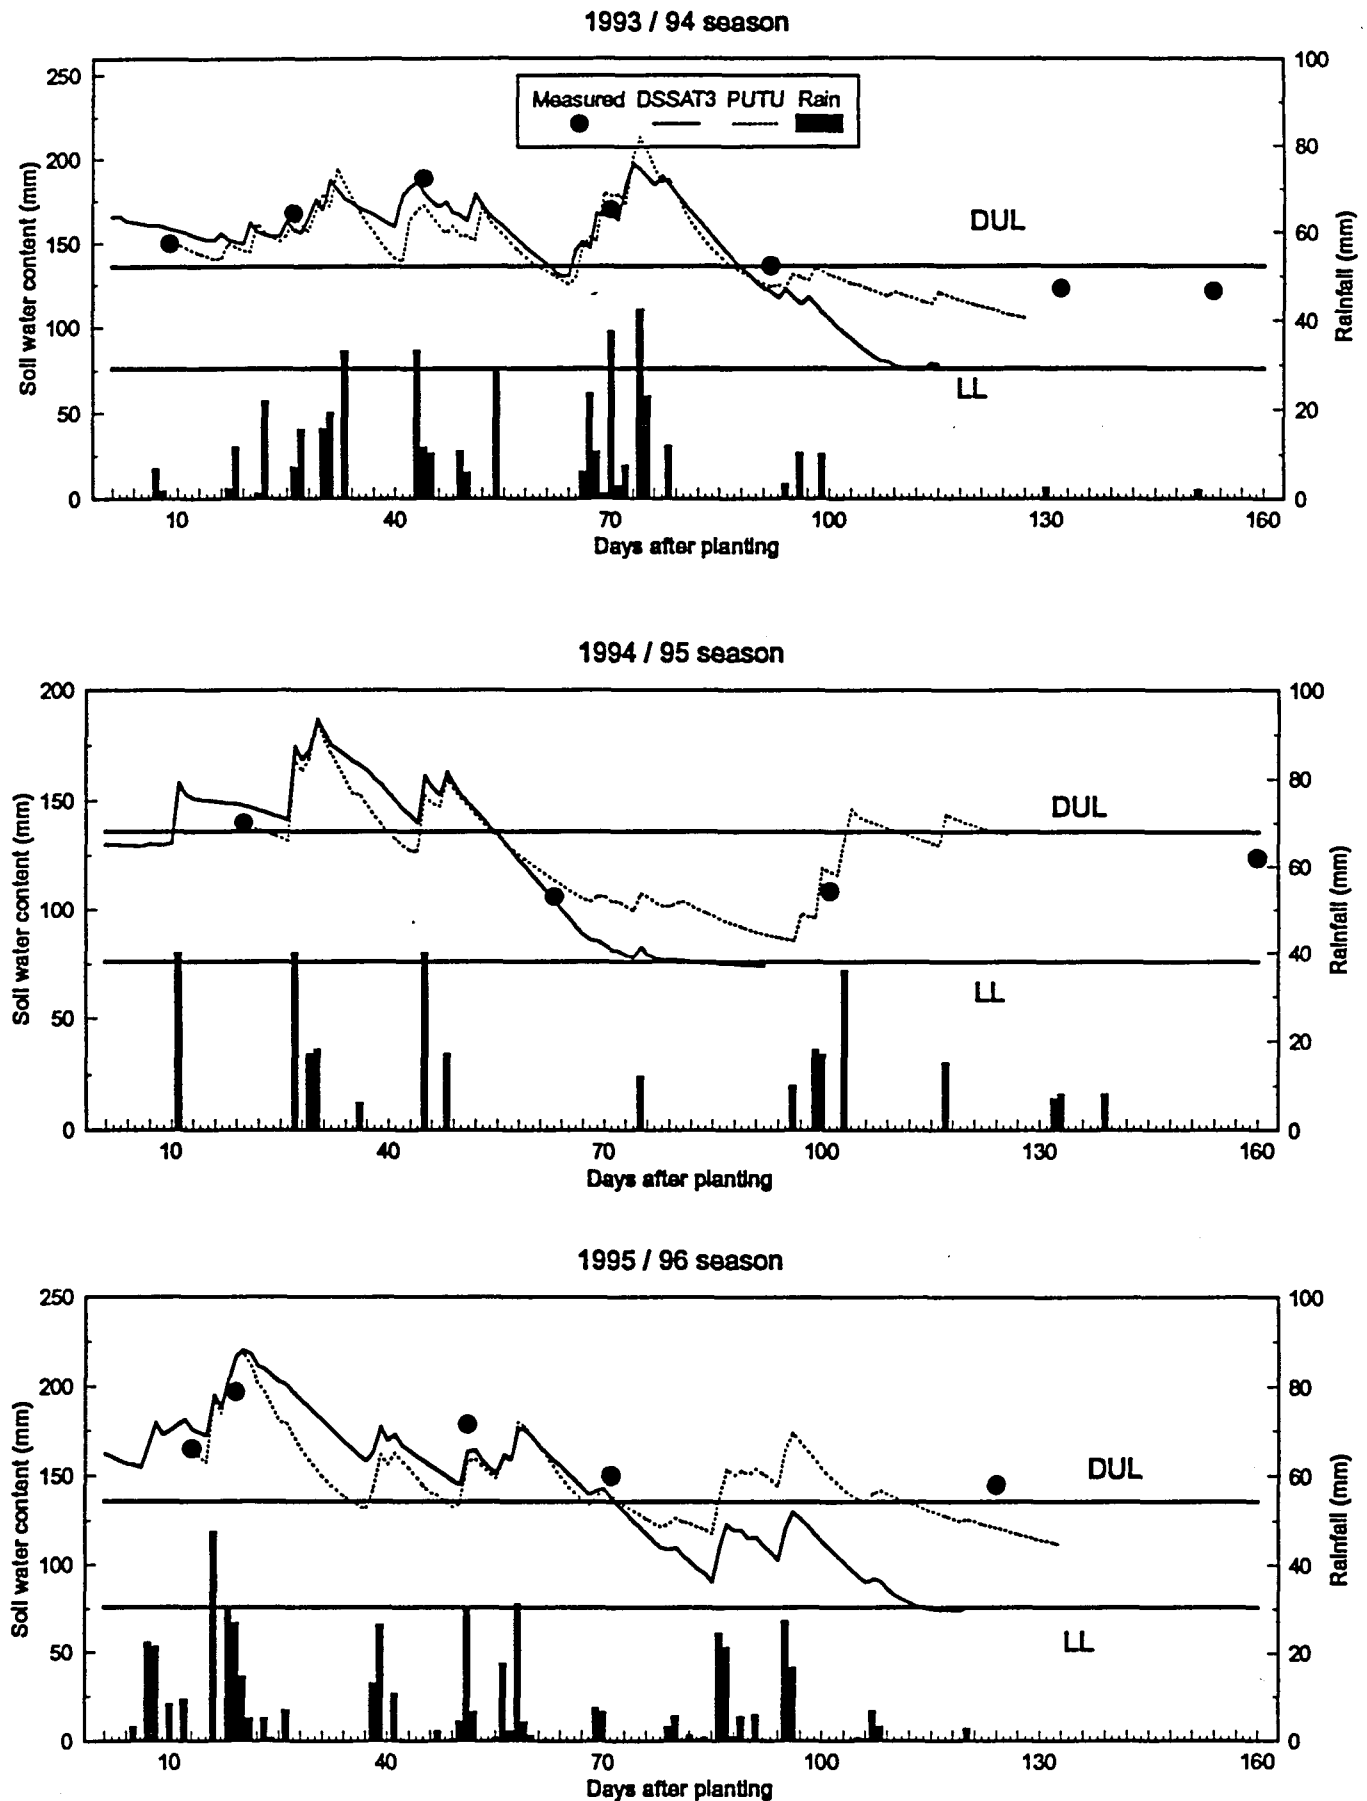 1993 / 94 season
250
200
150
100
50
0
Soil water content (mm)
Measured DSSAT3 PUTU Rain
DUL
LL
100
80
60
40
20
0
Rainfall (mm)
10 40 70 100 130 160
Days after planting
1994 / 95 season
200
150
100
50
0
Soil water content (mm)
DUL
LL
100
80
60
40
20
0
Rainfall (mm)
10 40 70 100 130 160
Days after planting
1995 / 96 season
250
200
150
100
50
0
Soil water content (mm)
DUL
LL
100
80
60
40
20
0
Rainfall (mm)
10 40 70 100 130 160
Days after planting